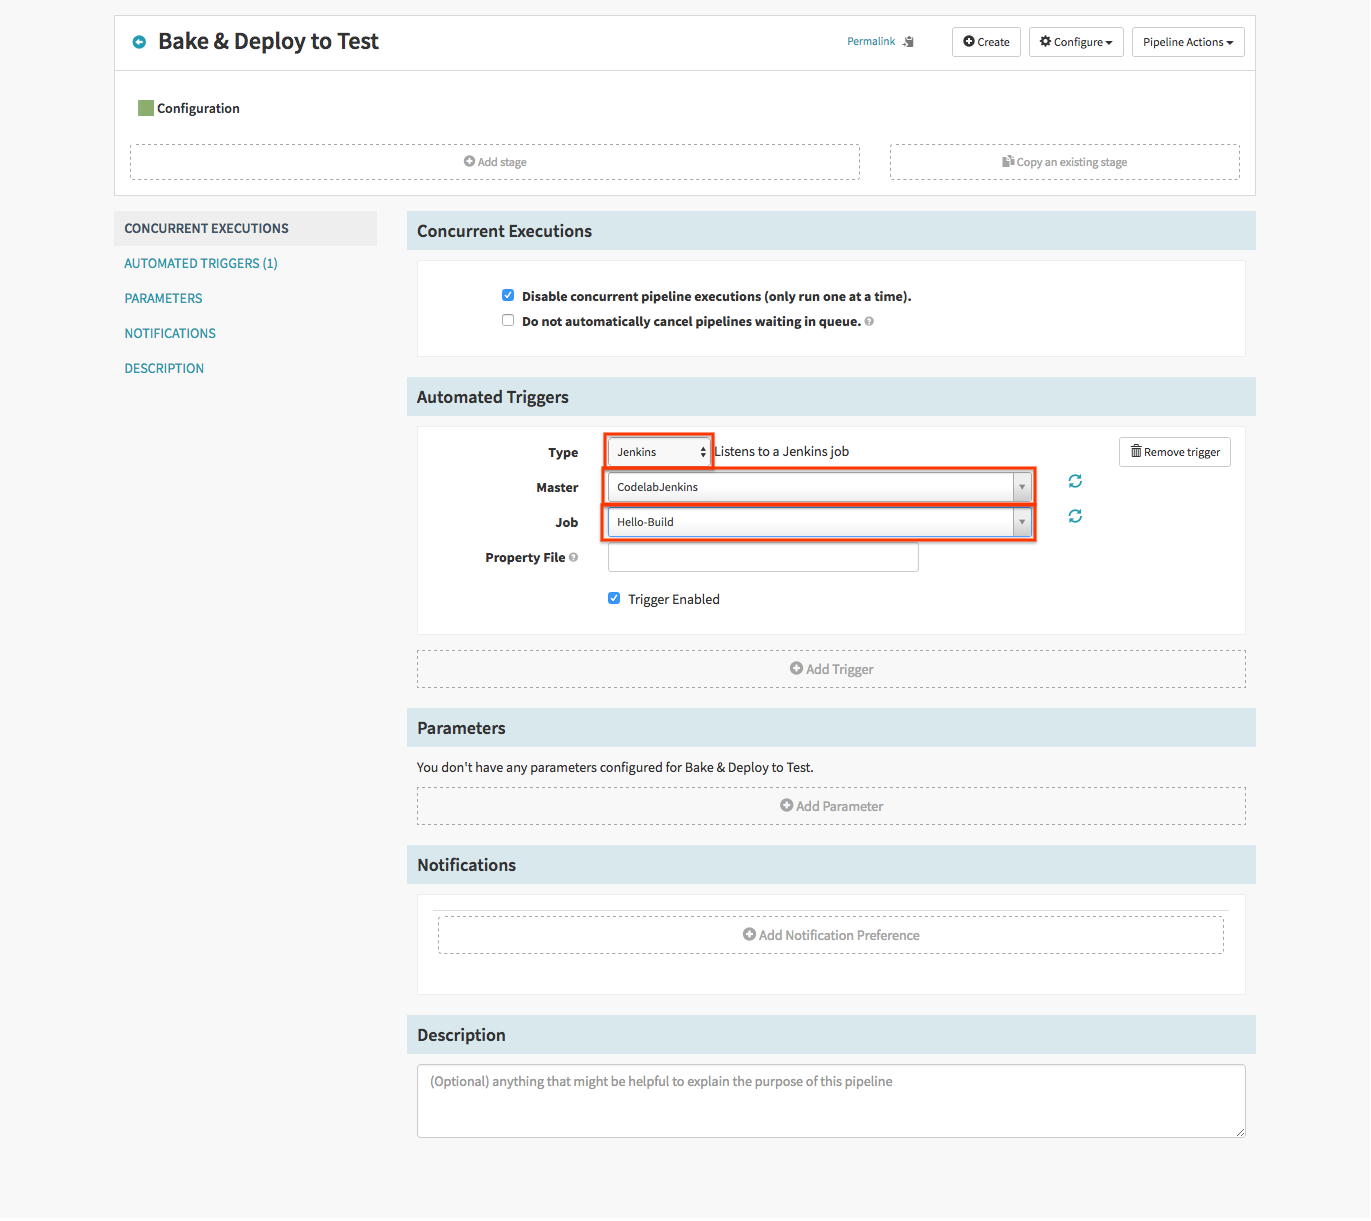 Bake & Deploy to Test
Permalink
Create
Configure
Pipeline Actions
Configuration
Add stage
Copy an existing stage
CONCURRENT EXECUTIONS
AUTOMATED TRIGGERS (1)
PARAMETERS
NOTIFICATIONS
DESCRIPTION
Concurrent Executions
Disable concurrent pipeline executions (only run one at a time).
Do not automatically cancel pipelines waiting in queue.
Automated Triggers
Type Jenkins Listens to a Jenkins job Remove trigger
Master CodelabJenkins
Job Hello-Build
Property File
Trigger Enabled
Add Trigger
Parameters
You don't have any parameters configured for Bake & Deploy to Test.
Add Parameter
Notifications
Add Notification Preference
Description
(Optional) anything that might be helpful to explain the purpose of this pipeline